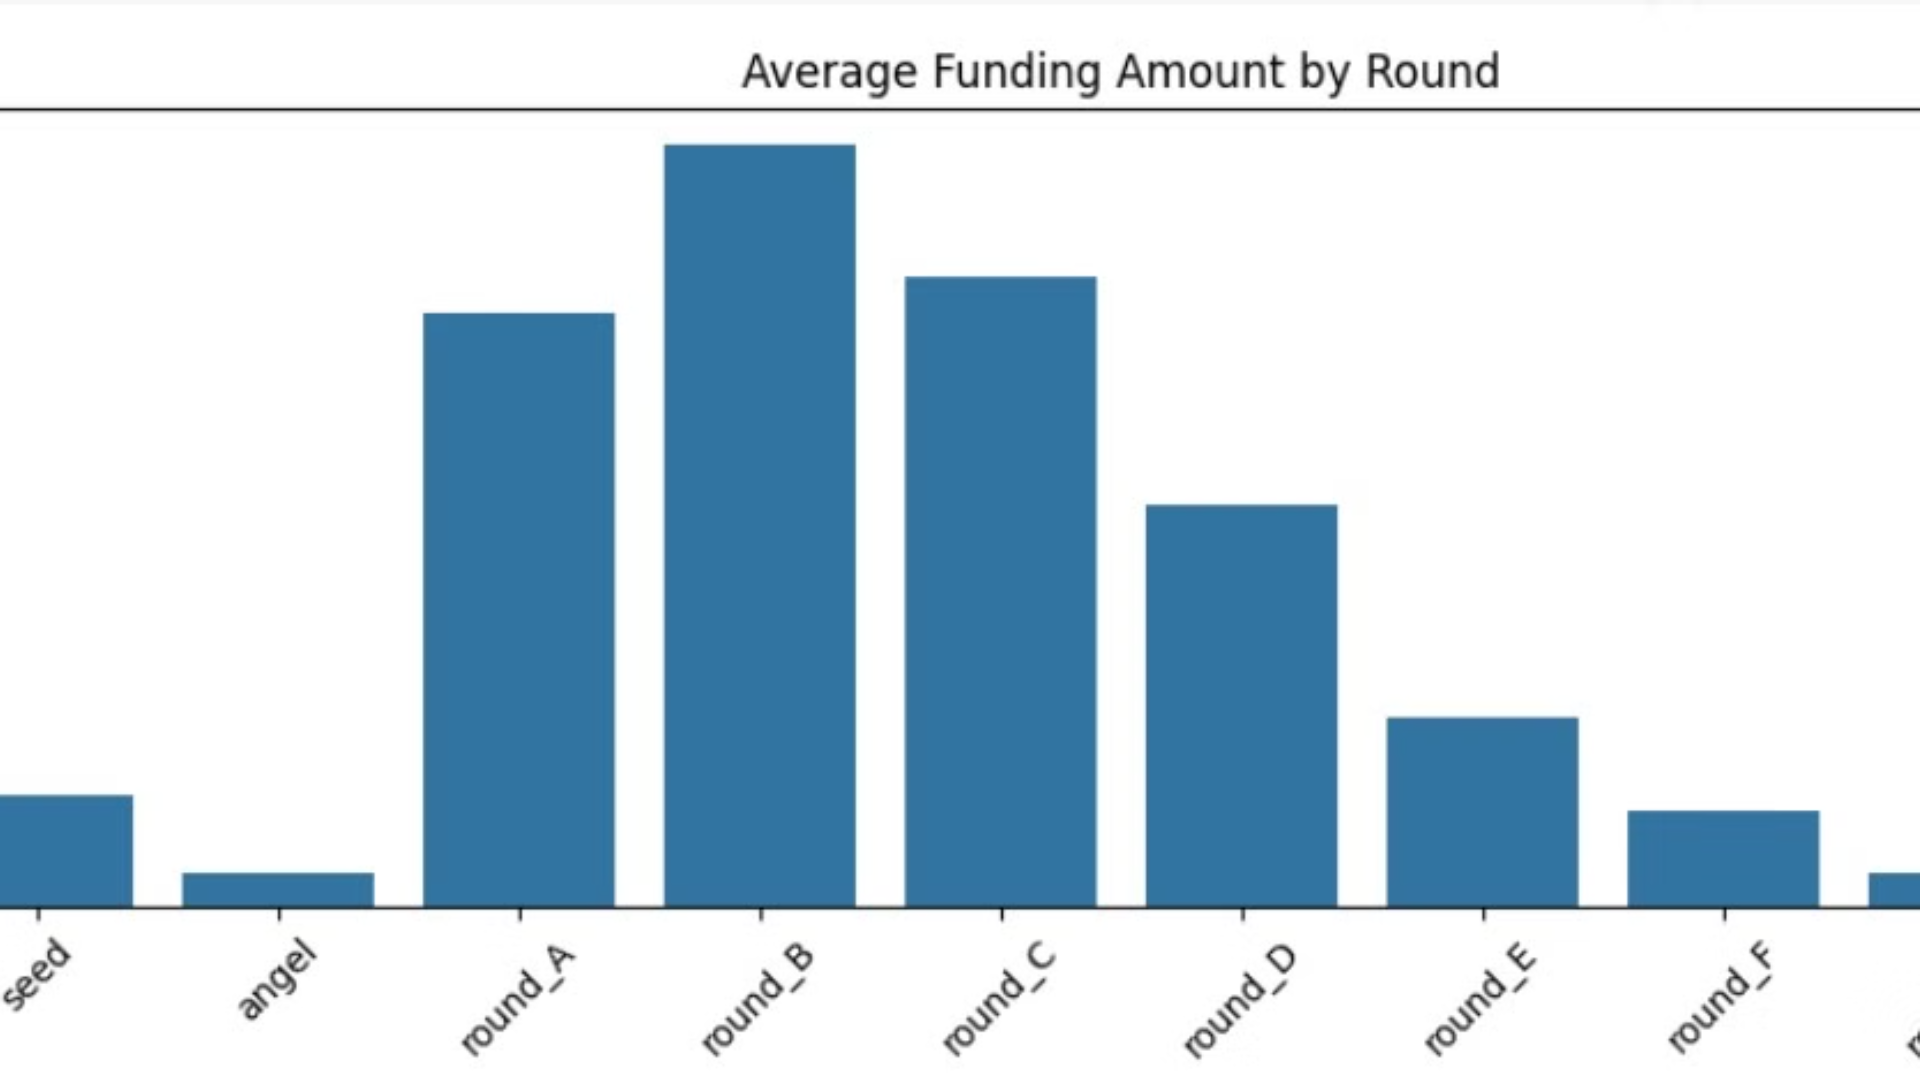 Average Funding Amount by Round
seed
angel
round_A
round_B
round_C
round_D
round_E
round_F